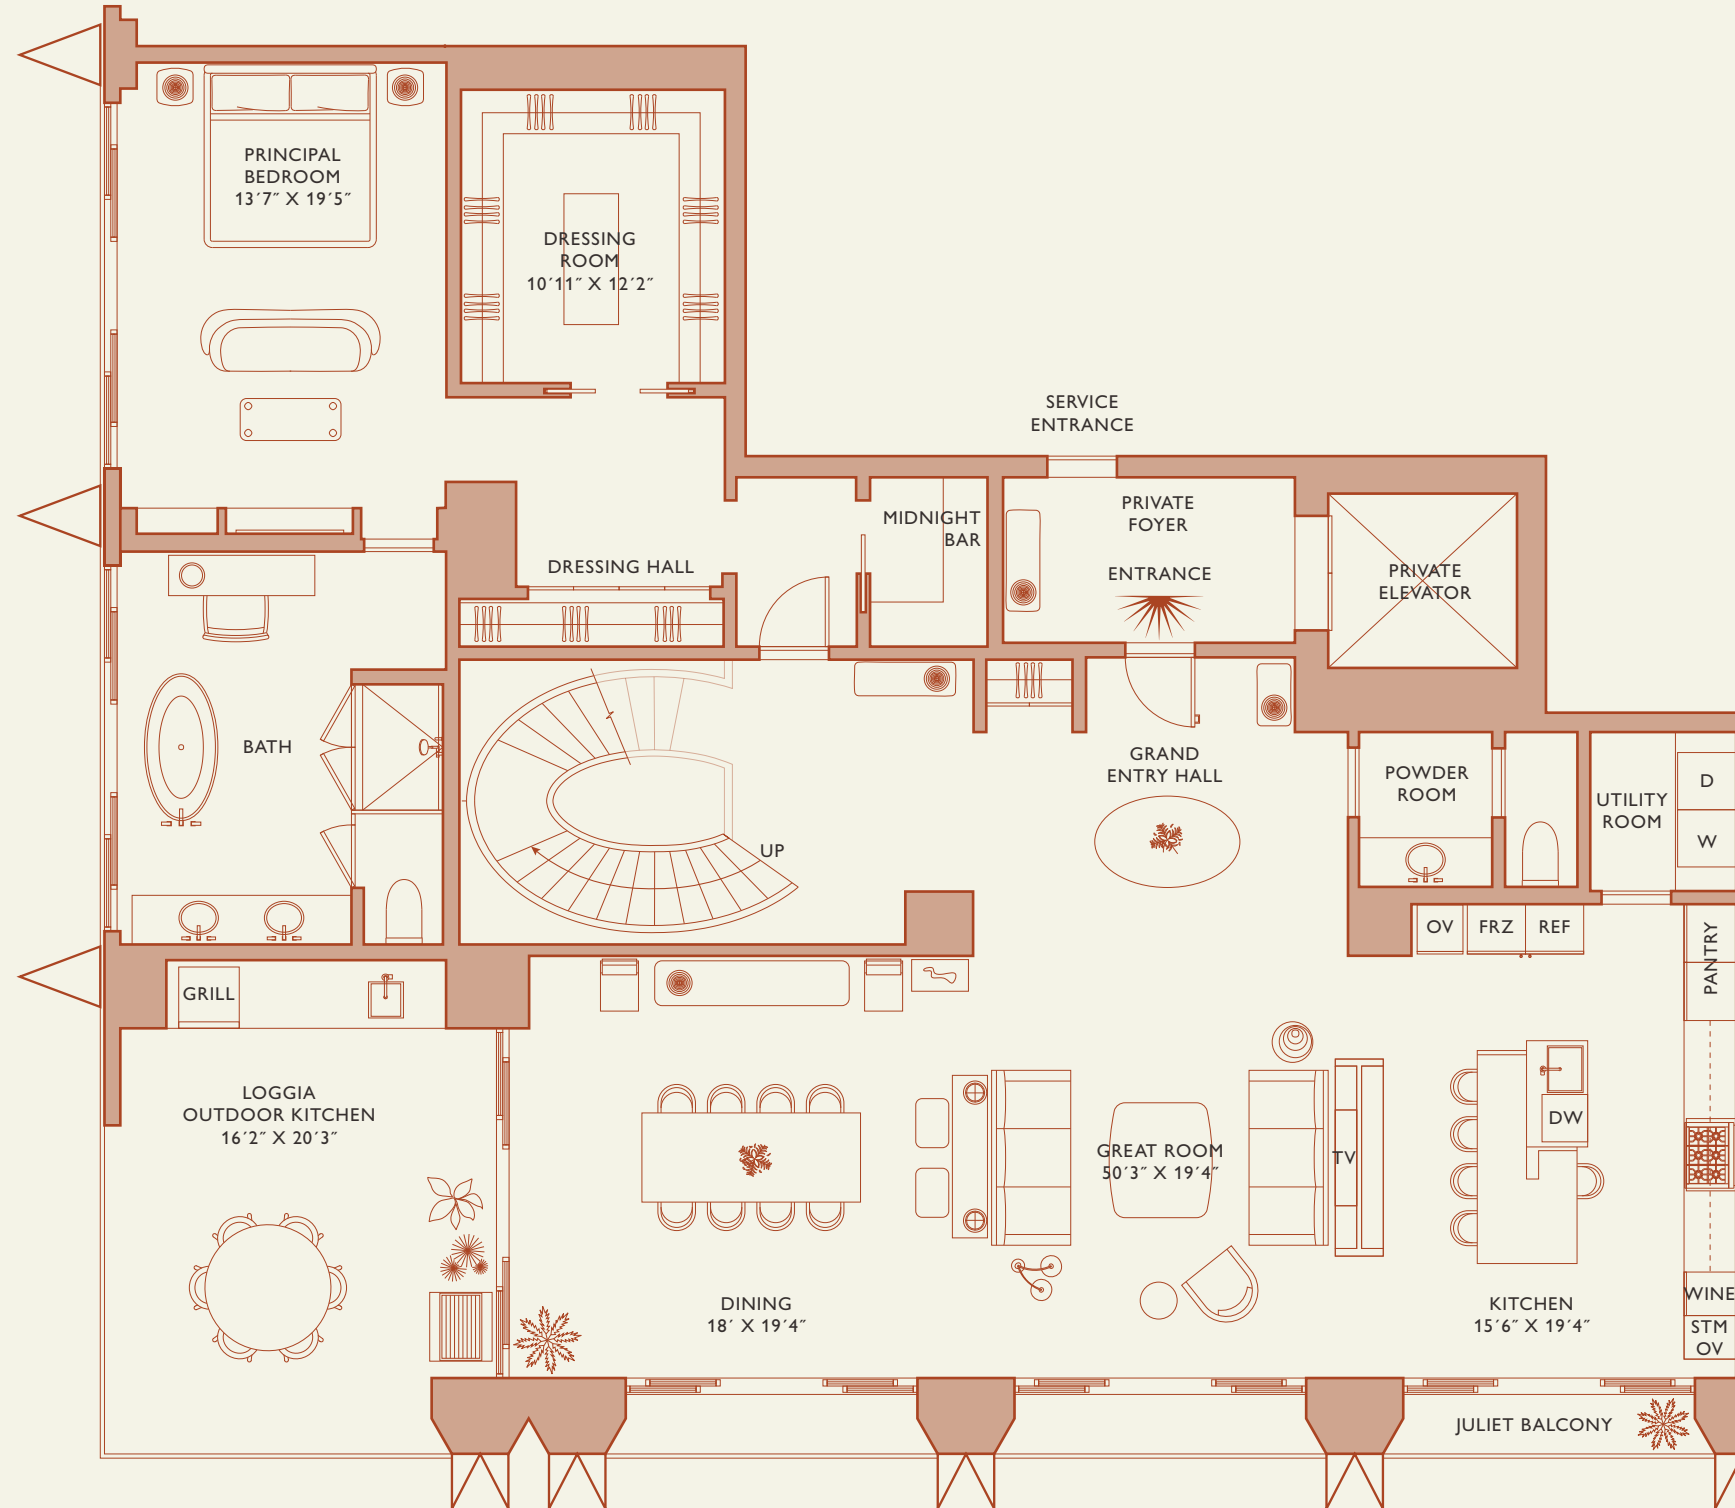 PRINCIPAL
BEDROOM
13´7˝ X 19´5˝
DRESSING
ROOM
10´11˝ X 12´2˝
SERVICE
ENTRANCE
PRIVATE
FOYER
MIDNIGHT
BAR
DRESSING HALL
ENTRANCE
PRIVATE
ELEVATOR
BATH
GRAND
ENTRY HALL
POWDER
ROOM
UTILITY
ROOM
D
W
UP
OV
FRZ
REF
PANTRY
GRILL
LOGGIA
OUTDOOR KITCHEN
16´2˝ X 20´3˝
DW
GREAT ROOM
50´3˝ X 19´4˝
TV
DINING
18´ X 19´4˝
KITCHEN
15´6˝ X 19´4˝
WINE
STM
OV
JULIET BALCONY